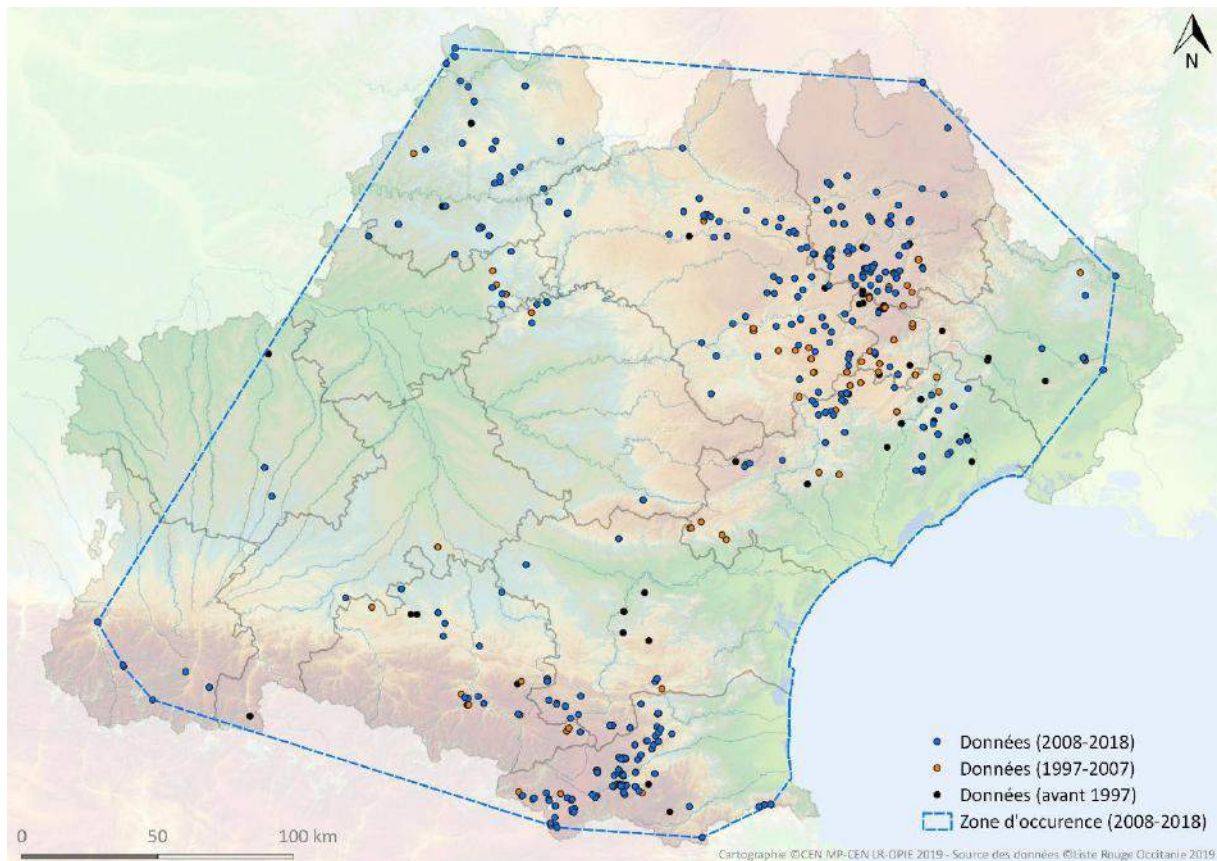 N
Données (2008-2018)
Données (1997-2007)
Données (avant 1997)
Zone d'occurence (2008-2018)
0 50 100 km
Cartographie ©CEN MP-CEN LR-OPIE 2019 - Source des données ©Liste Rouge Occitanie 2019